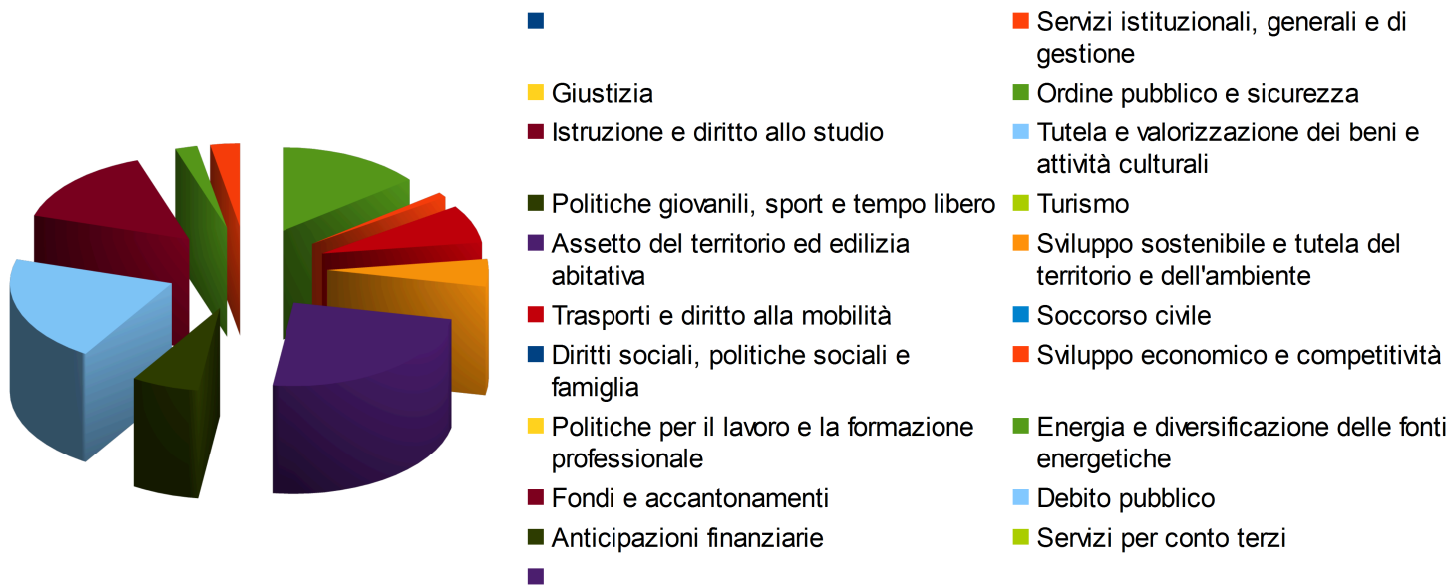 Servizi istituzionali, generali e di
gestione
Giustizia
Ordine pubblico e sicurezza
Istruzione e diritto allo studio
Tutela e valorizzazione dei beni e
attività culturali
Politiche giovanili, sport e tempo libero
Turismo
Assetto del territorio ed edilizia
abitativa
Sviluppo sostenibile e tutela del
territorio e dell'ambiente
Trasporti e diritto alla mobilità
Soccorso civile
Diritti sociali, politiche sociali e
famiglia
Sviluppo economico e competitività
Politiche per il lavoro e la formazione
professionale
Energia e diversificazione delle fonti
energetiche
Fondi e accantonamenti
Debito pubblico
Anticipazioni finanziarie
Servizi per conto terzi